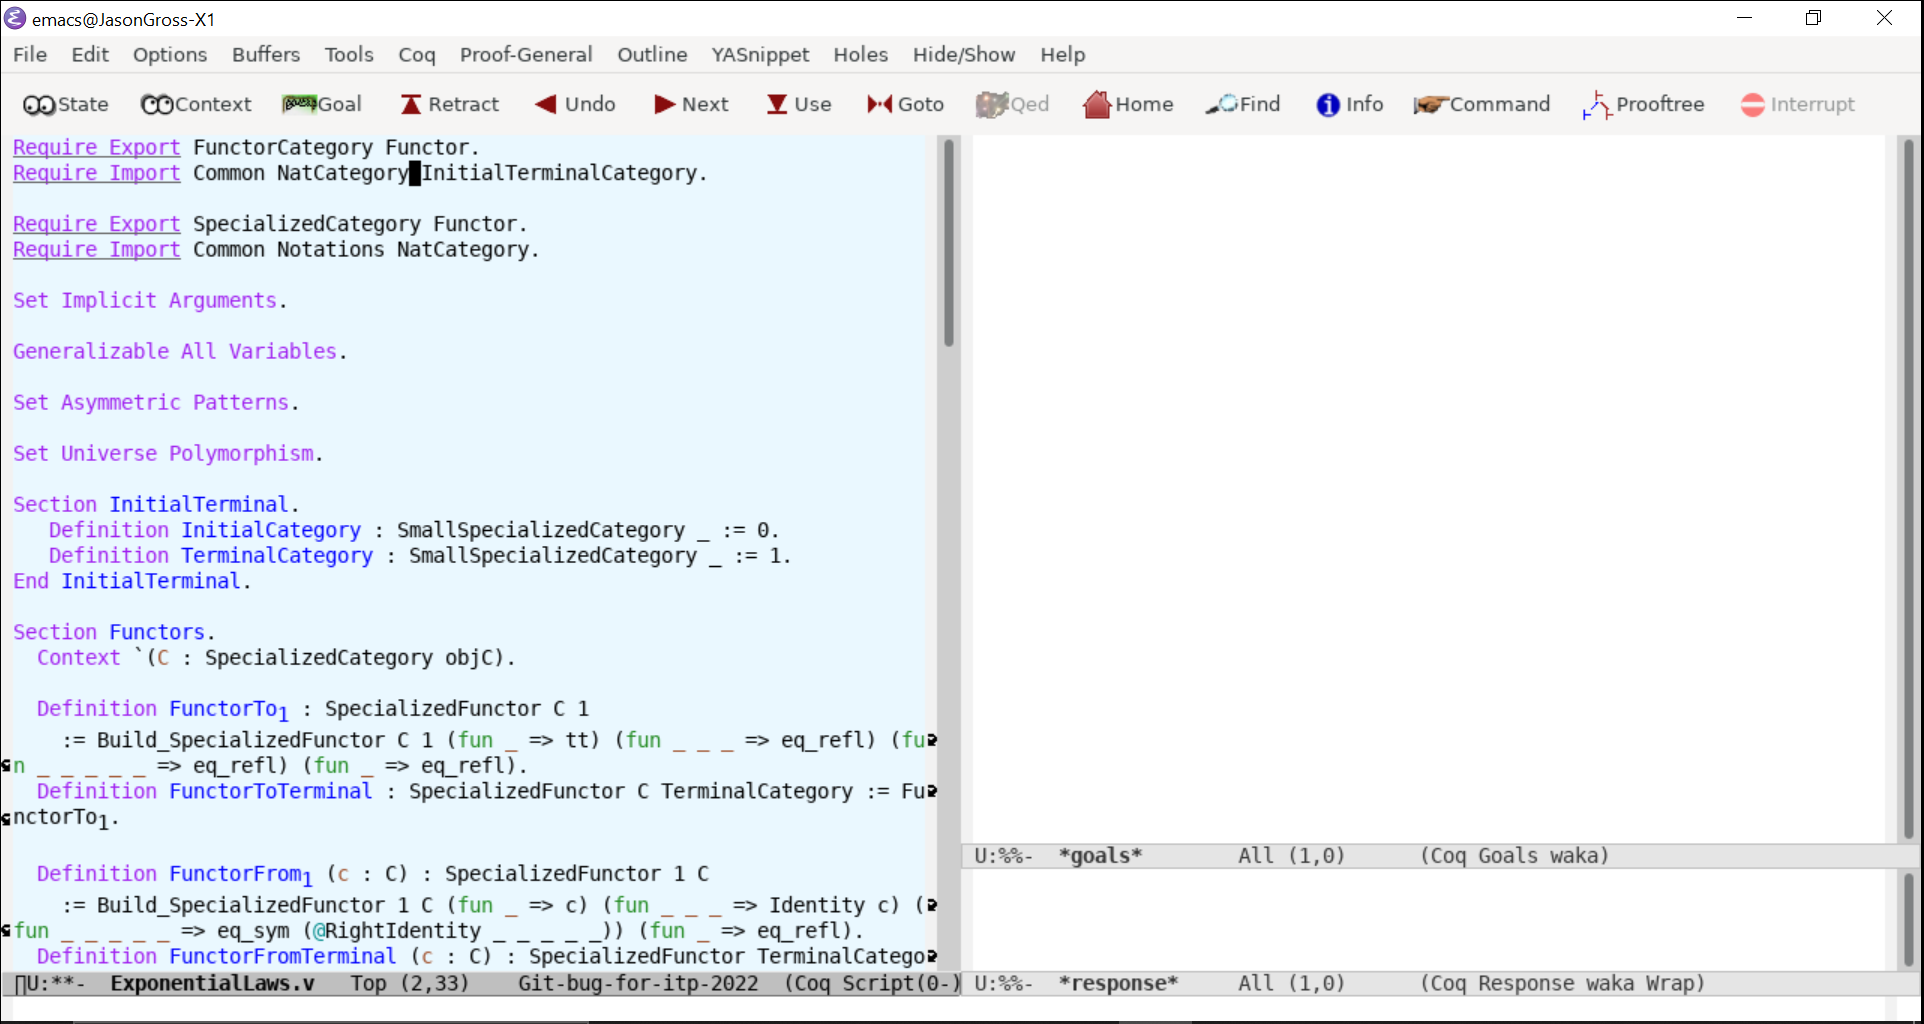 emacs@JasonGross-X1
File Edit Options Buffers Tools Coq Proof-General Outline YASnippet Holes Hide/Show Help
State Context Goal Retract Undo Next Use Goto Qed Home Find Info Command Prooftree Interrupt
Require Export FunctorCategory Functor.
Require Import Common NatCategory InitialTerminalCategory.
Require Export SpecializedCategory Functor.
Require Import Common Notations NatCategory.
Set Implicit Arguments.
Generalizable All Variables.
Set Asymmetric Patterns.
Set Universe Polymorphism.
Section InitialTerminal.
   Definition InitialCategory : SmallSpecializedCategory _ := 0.
   Definition TerminalCategory : SmallSpecializedCategory _ := 1.
End InitialTerminal.
Section Functors.
  Context `(C : SpecializedCategory objC).
  Definition FunctorTo₁ : SpecializedFunctor C 1
    := Build_SpecializedFunctor C 1 (fun _ => tt) (fun _ _ _ => eq_refl) (fu
n _ _ _ _ _ => eq_refl) (fun _ => eq_refl).
  Definition FunctorToTerminal : SpecializedFunctor C TerminalCategory := Fu
nctorTo₁.
  Definition FunctorFrom₁ (c : C) : SpecializedFunctor 1 C
    := Build_SpecializedFunctor 1 C (fun _ => c) (fun _ _ _ => Identity c) (
fun _ _ _ _ _ => eq_sym (@RightIdentity _ _ _ _ _)) (fun _ => eq_refl).
  Definition FunctorFromTerminal (c : C) : SpecializedFunctor TerminalCatego
U:**-  ExponentialLaws.v   Top (2,33)    Git-bug-for-itp-2022  (Coq Script(0-)
U:%%-  *goals*        All (1,0)      (Coq Goals waka)
U:%%-  *response*     All (1,0)      (Coq Response waka Wrap)